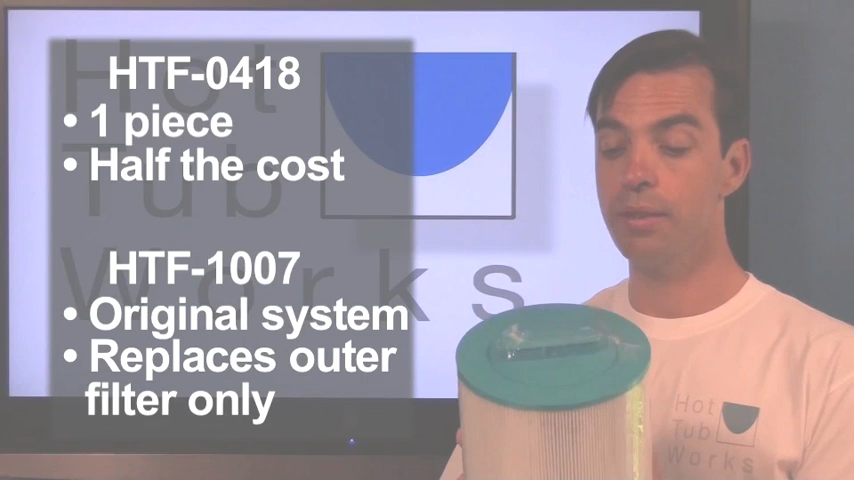 HTF-0418
• 1 piece
• Half the cost
HTF-1007
• Original system
• Replaces outer
filter only
Hot
Tub
Works
Hot
Tub
Works